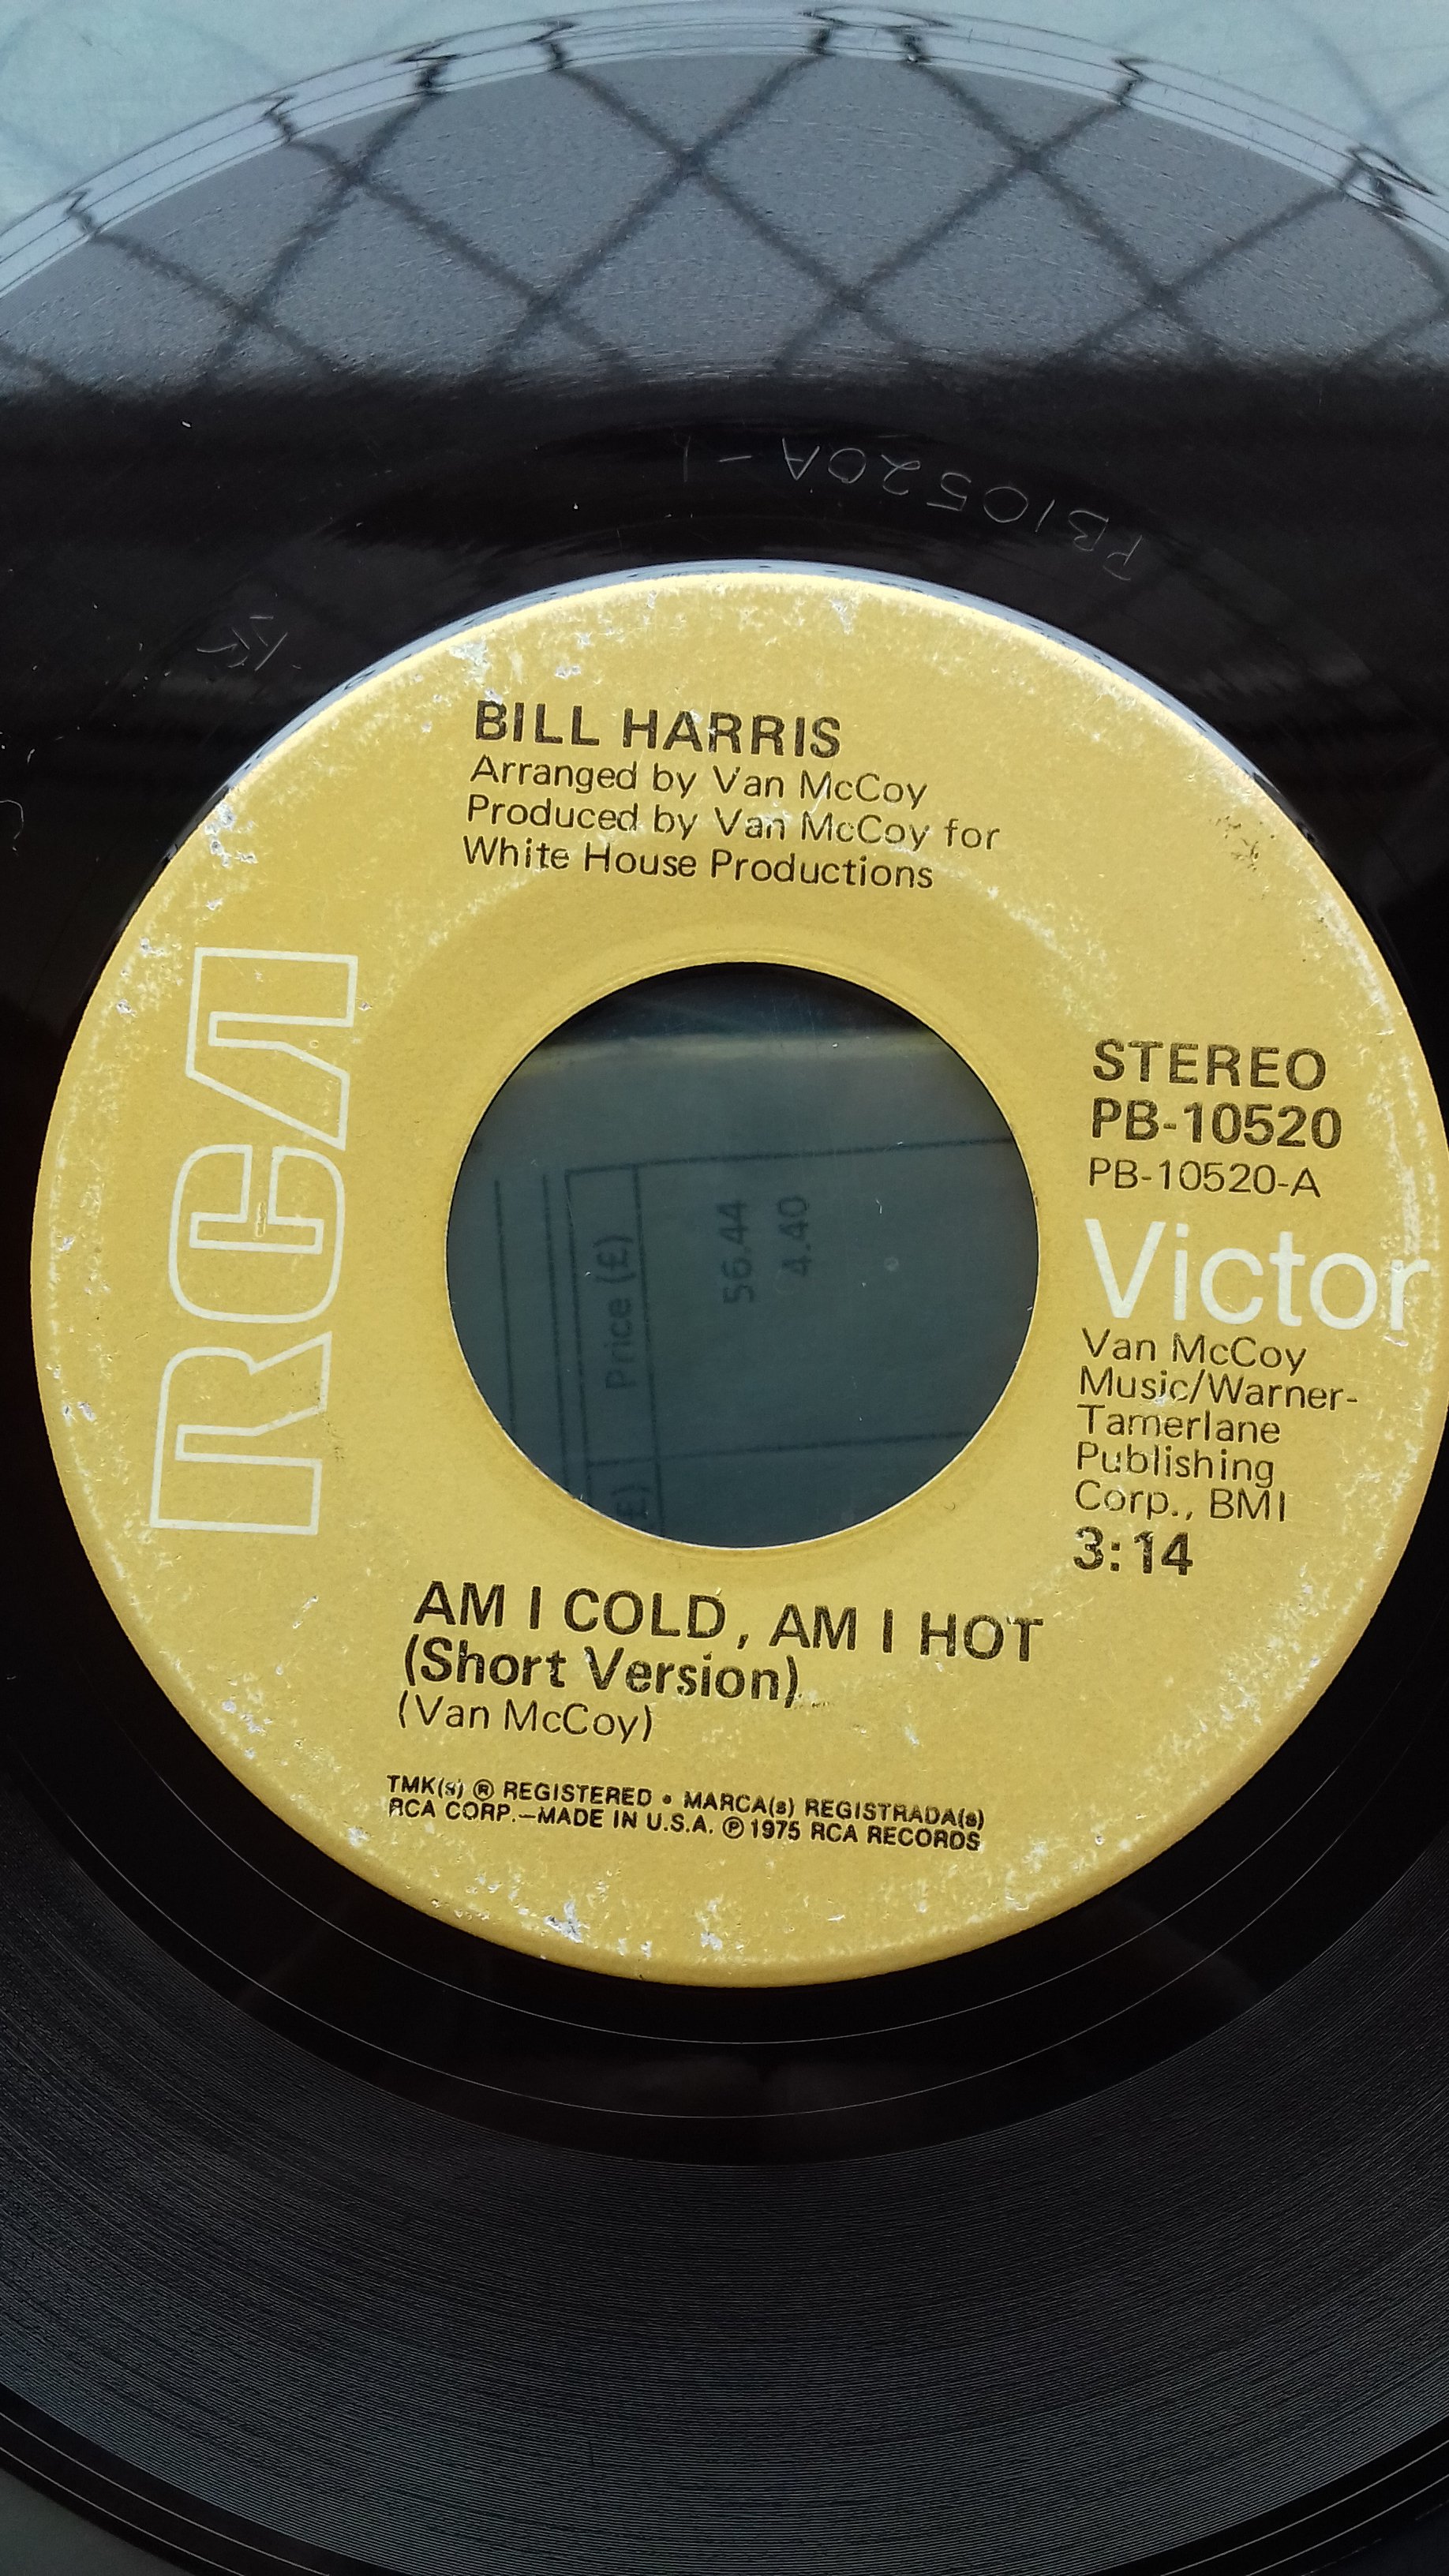 PB10520A-1
BILL HARRIS
Arranged by Van McCoy
Produced by Van McCoy for
White House Productions
RCA
STEREO
PB-10520
PB-10520-A
Victor
Van McCoy
Music/Warner-
Tamerlane
Publishing
Corp., BMI
3:14
Price (£)
56.44
4.40
(£)
AM I COLD, AM I HOT
(Short Version)
(Van McCoy)
TMK(s) ® REGISTERED • MARCA(s) REGISTRADA(s)
RCA CORP.—MADE IN U.S.A. ℗ 1975 RCA RECORDS